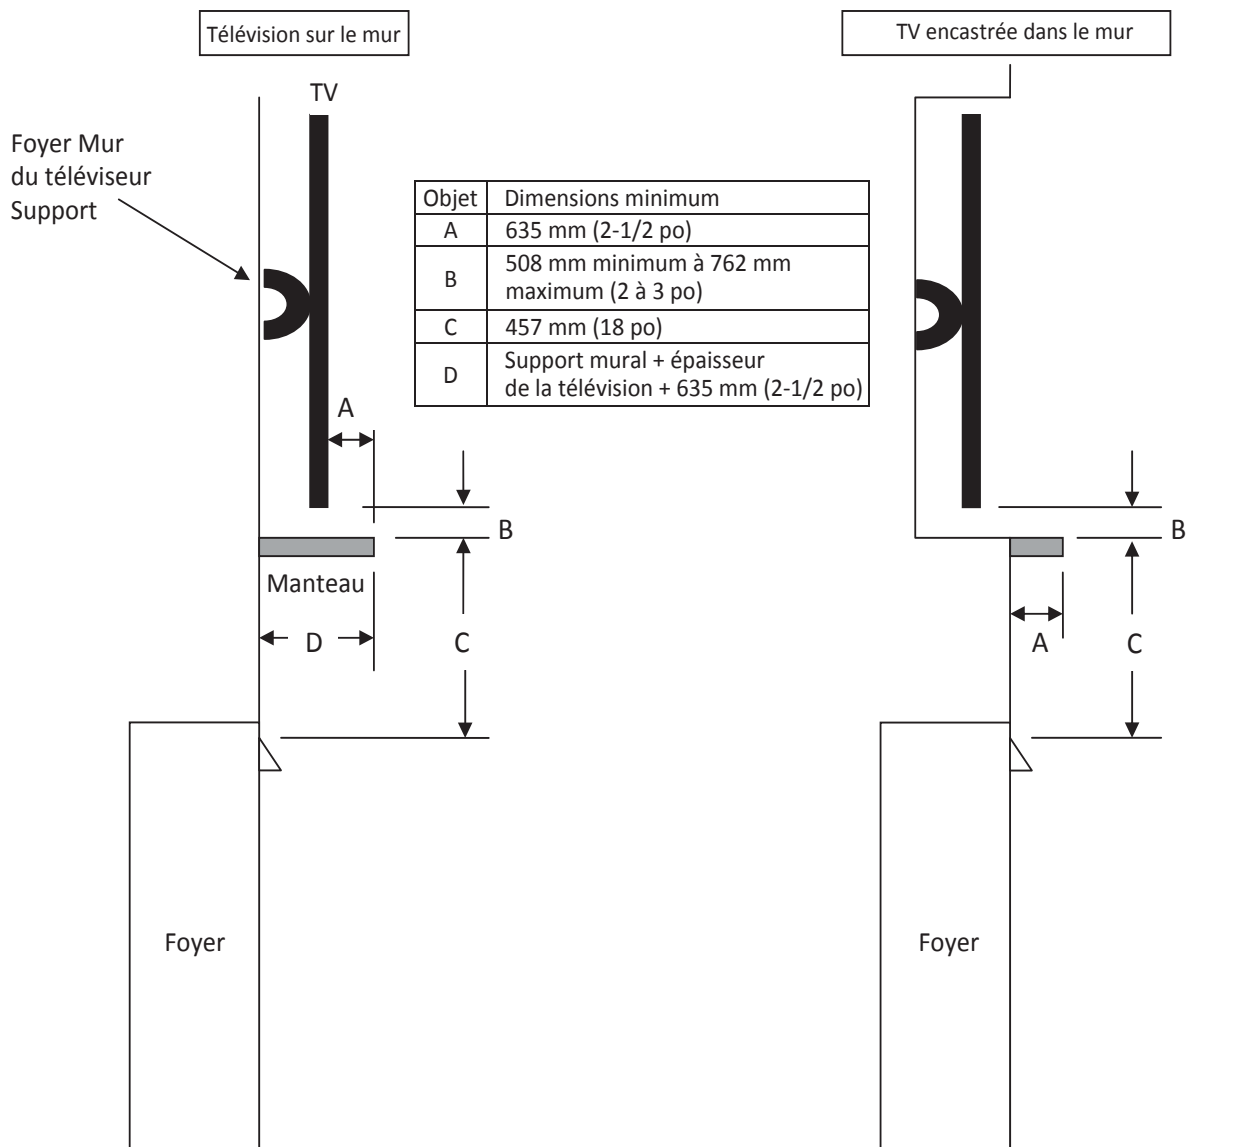 Télévision sur le mur
TV encastrée dans le mur
TV
Foyer Mur
du téléviseur
Support
Objet Dimensions minimum
A 635 mm (2-1/2 po)
B 508 mm minimum à 762 mm
maximum (2 à 3 po)
C 457 mm (18 po)
D Support mural + épaisseur
de la télévision + 635 mm (2-1/2 po)
A
B
Manteau
D
C
Foyer
B
A
C
Foyer